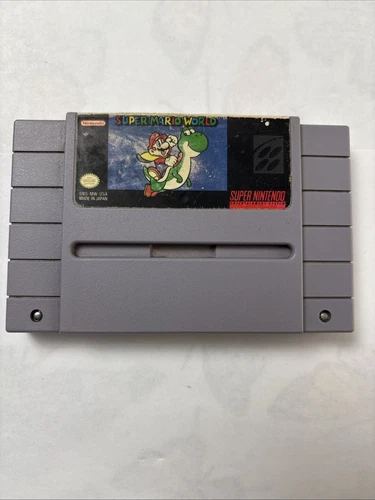 Nintendo
SUPER MARIO WORLD
SNS-MW-USA
MADE IN JAPAN
SUPER NINTENDO